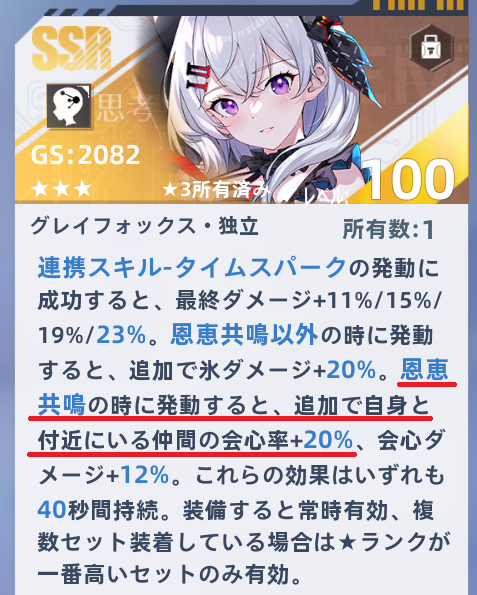 SSR
思考
GS:2082
★★★
★3所有済み
レベル:
100
グレイフォックス・独立
所有数:1
連携スキル-タイムスパークの発動に
成功すると、最終ダメージ+11%/15%/
19%/23%。恩恵共鳴以外の時に発動
すると、追加で氷ダメージ+20%。恩恵
共鳴の時に発動すると、追加で自身と
付近にいる仲間の会心率+20%、会心ダ
メージ+12%。これらの効果はいずれも
40秒間持続。装備すると常時有効、複
数セット装着している場合は★ランクが
一番高いセットのみ有効。